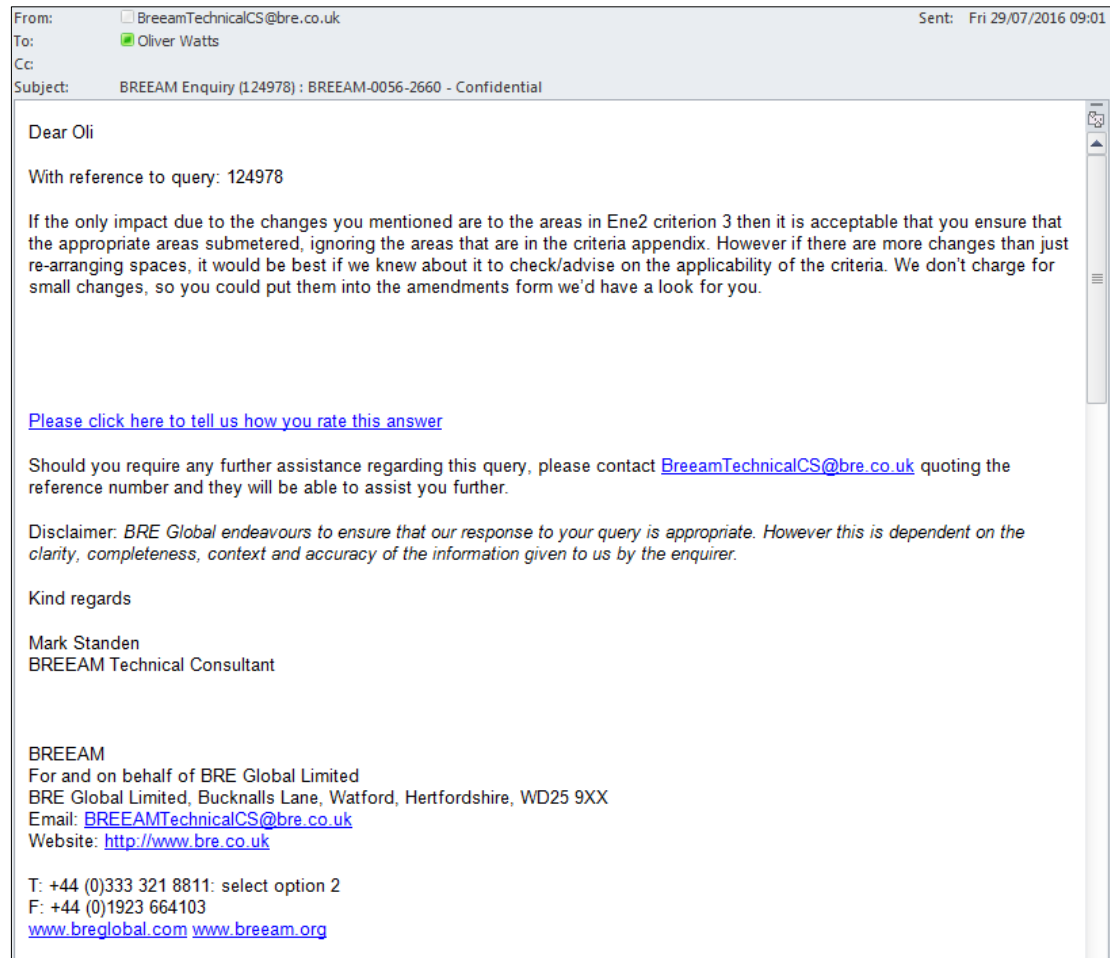 From: BreeamTechnicalCS@bre.co.uk Sent: Fri 29/07/2016 09:01
To: Oliver Watts
Cc:
Subject: BREEAM Enquiry (124978) : BREEAM-0056-2660 - Confidential
Dear Oli
With reference to query: 124978
If the only impact due to the changes you mentioned are to the areas in Ene2 criterion 3 then it is acceptable that you ensure that
the appropriate areas submetered, ignoring the areas that are in the criteria appendix. However if there are more changes than just
re-arranging spaces, it would be best if we knew about it to check/advise on the applicability of the criteria. We don't charge for
small changes, so you could put them into the amendments form we'd have a look for you.
Please click here to tell us how you rate this answer
Should you require any further assistance regarding this query, please contact BreeamTechnicalCS@bre.co.uk quoting the
reference number and they will be able to assist you further.
Disclaimer: BRE Global endeavours to ensure that our response to your query is appropriate. However this is dependent on the
clarity, completeness, context and accuracy of the information given to us by the enquirer.
Kind regards
Mark Standen
BREEAM Technical Consultant
BREEAM
For and on behalf of BRE Global Limited
BRE Global Limited, Bucknalls Lane, Watford, Hertfordshire, WD25 9XX
Email: BREEAMTechnicalCS@bre.co.uk
Website: http://www.bre.co.uk
T: +44 (0)333 321 8811: select option 2
F: +44 (0)1923 664103
www.breglobal.com www.breeam.org